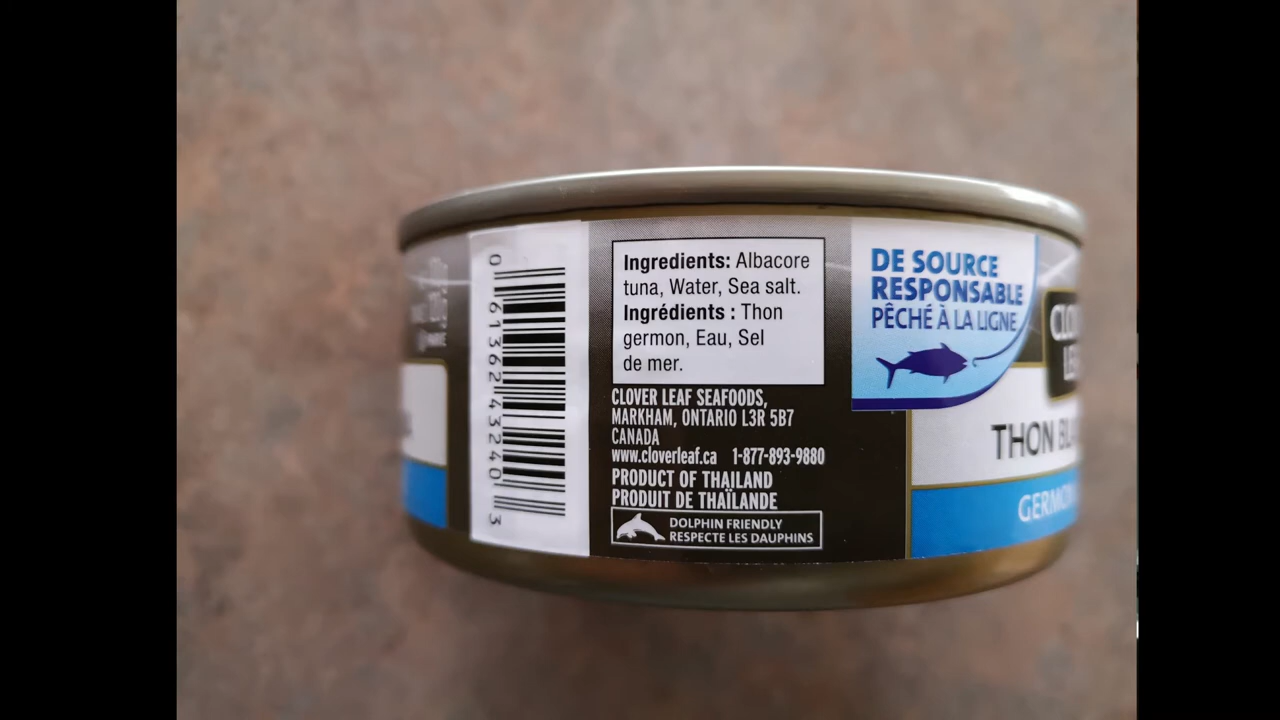 0 61362 43240 3
Ingredients: Albacore
tuna, Water, Sea salt.
Ingrédients : Thon
germon, Eau, Sel
de mer.
CLOVER LEAF SEAFOODS,
MARKHAM, ONTARIO L3R 5B7
CANADA
www.cloverleaf.ca 1-877-893-9880
PRODUCT OF THAILAND
PRODUIT DE THAÏLANDE
DOLPHIN FRIENDLY
RESPECTE LES DAUPHINS
DE SOURCE
RESPONSABLE
PÊCHÉ À LA LIGNE
THON